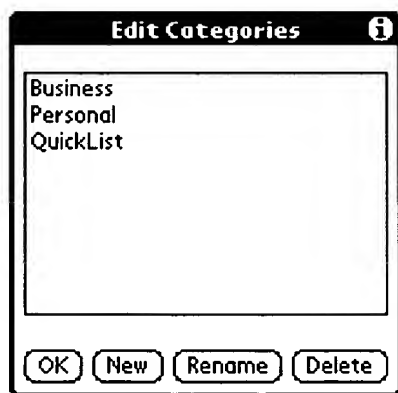 Edit Categories i
Business
Personal
QuickList
OK New Rename Delete